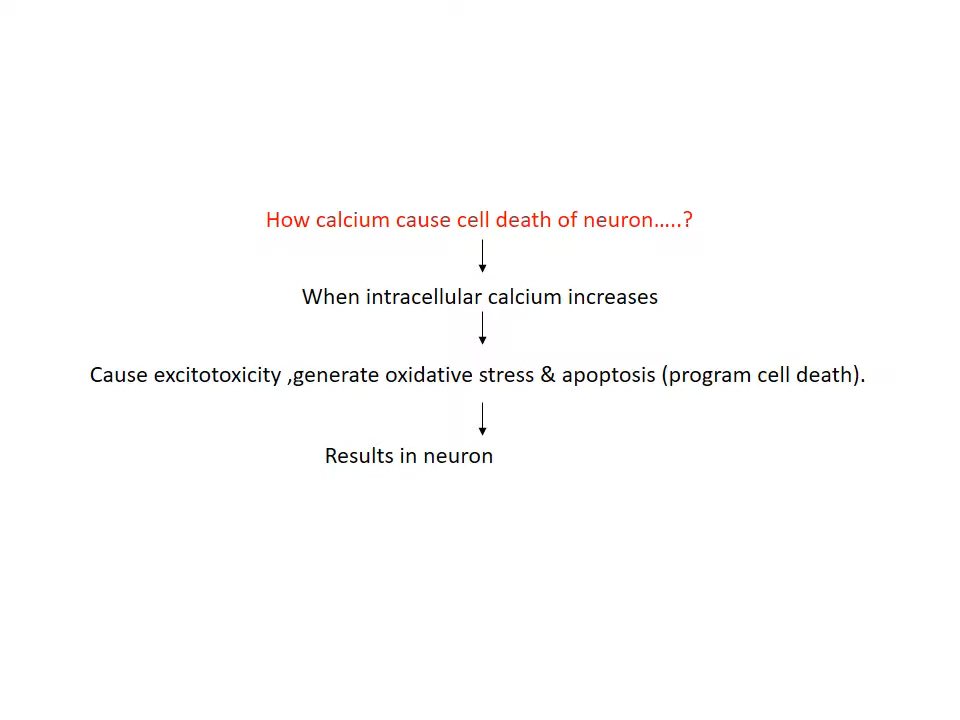 How calcium cause cell death of neuron…..?
When intracellular calcium increases
Cause excitotoxicity ,generate oxidative stress & apoptosis (program cell death).
Results in neuron